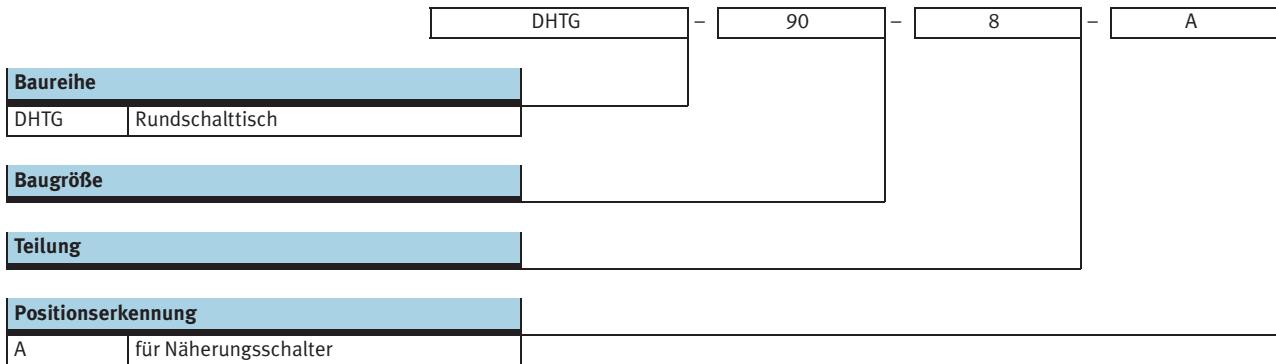 DHTG – 90 – 8 – A
Baureihe
DHTG Rundschalttisch
Baugröße
Teilung
Positionserkennung
A für Näherungsschalter